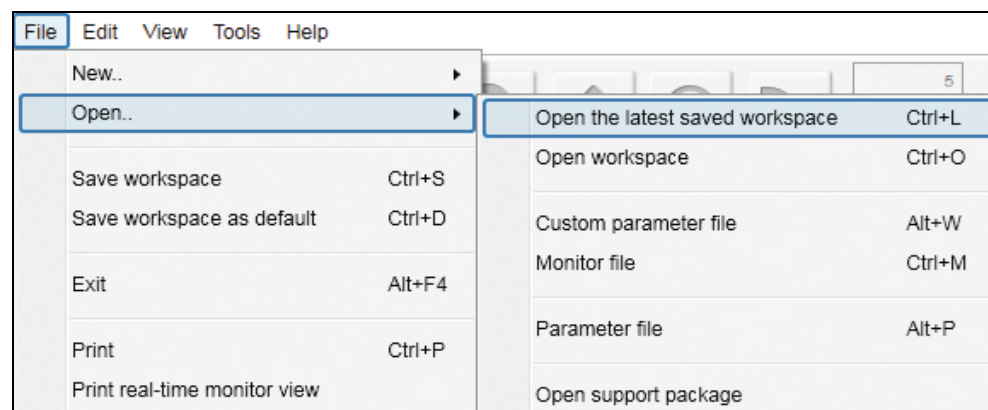 File Edit View Tools Help
New..
5
Open..
Open the latest saved workspace Ctrl+L
Open workspace Ctrl+O
Save workspace Ctrl+S
Save workspace as default Ctrl+D
Custom parameter file Alt+W
Monitor file Ctrl+M
Exit Alt+F4
Parameter file Alt+P
Print Ctrl+P
Print real-time monitor view
Open support package